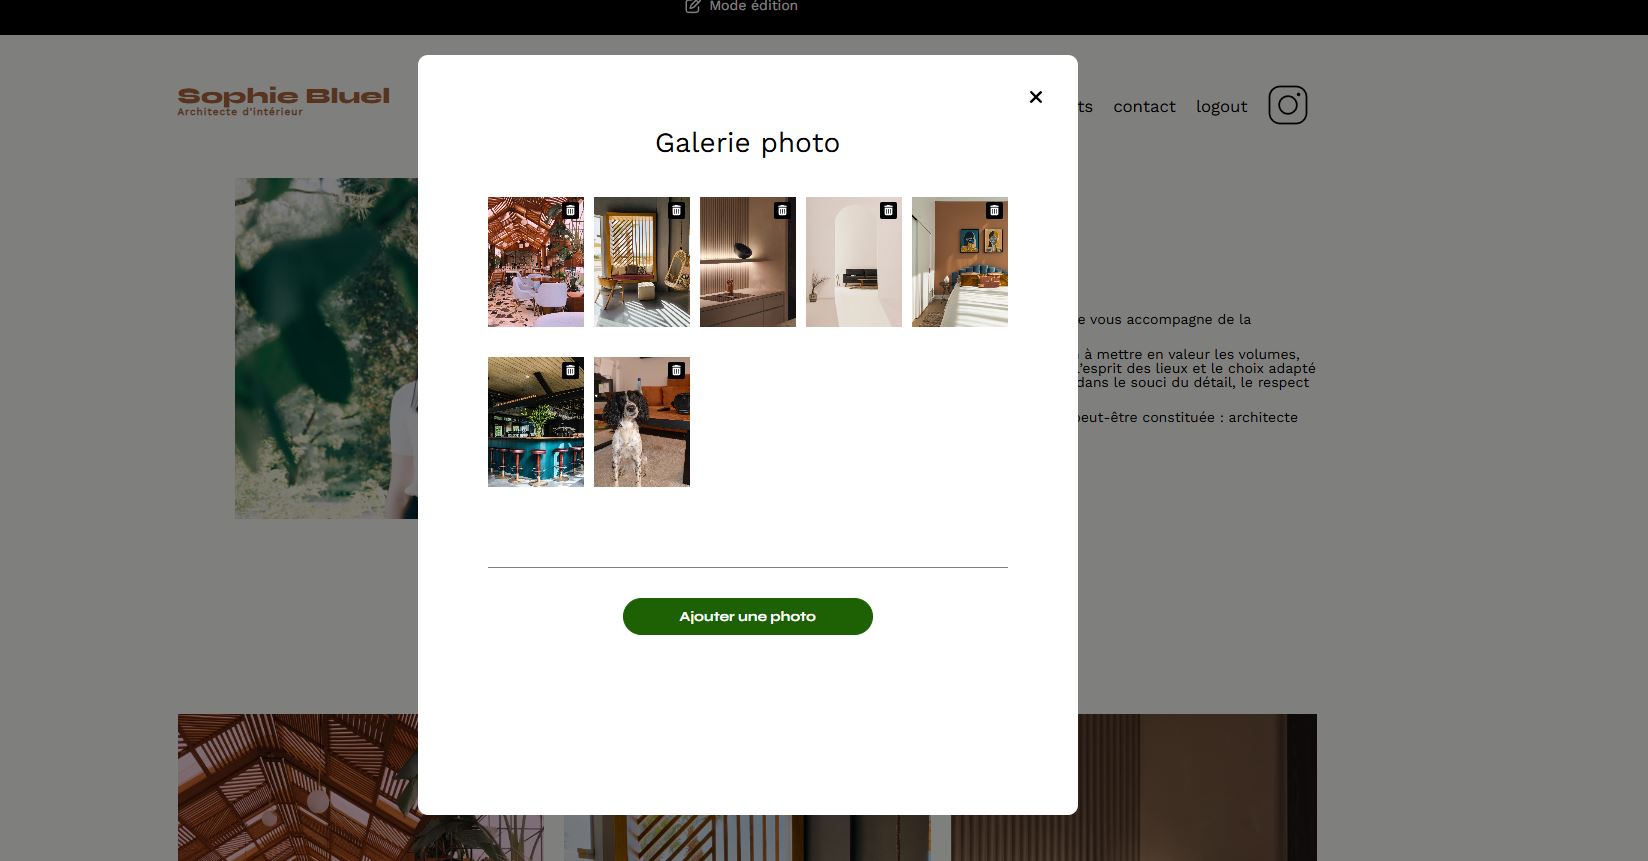 Mode édition
Sophie Bluel
Architecte d'intérieur
contact
logout
Galerie photo
vous accompagne de la
à mettre en valeur les volumes,
l'esprit des lieux et le choix adapté
dans le souci du détail, le respect
peut-être constituée : architecte
Ajouter une photo